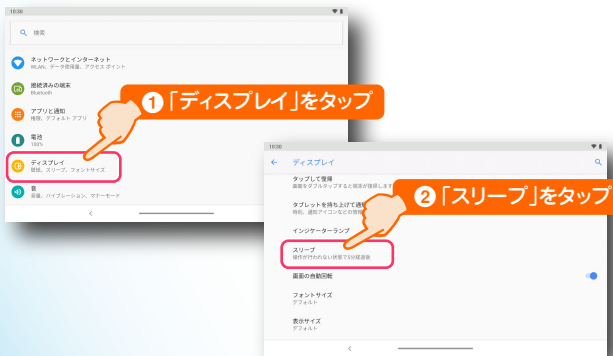 10:30
検索
ネットワークとインターネット
WLAN、データ使用量、アクセス ポイント
接続済みの端末
Bluetooth
アプリと通知
権限、デフォルト アプリ
電池
100%
ディスプレイ
壁紙、スリープ、フォントサイズ
音
音量、バイブレーション、マナーモード
❶「ディスプレイ」をタップ
10:30
ディスプレイ
タップして復帰
画面をダブルタップすると端末が復帰します
タブレットを持ち上げて通知
時刻、通知アイコンなどの情報
インジケーターランプ
スリープ
操作が行われない状態で5分経過後
画面の自動回転
フォントサイズ
デフォルト
表示サイズ
デフォルト
❷「スリープ」をタップ